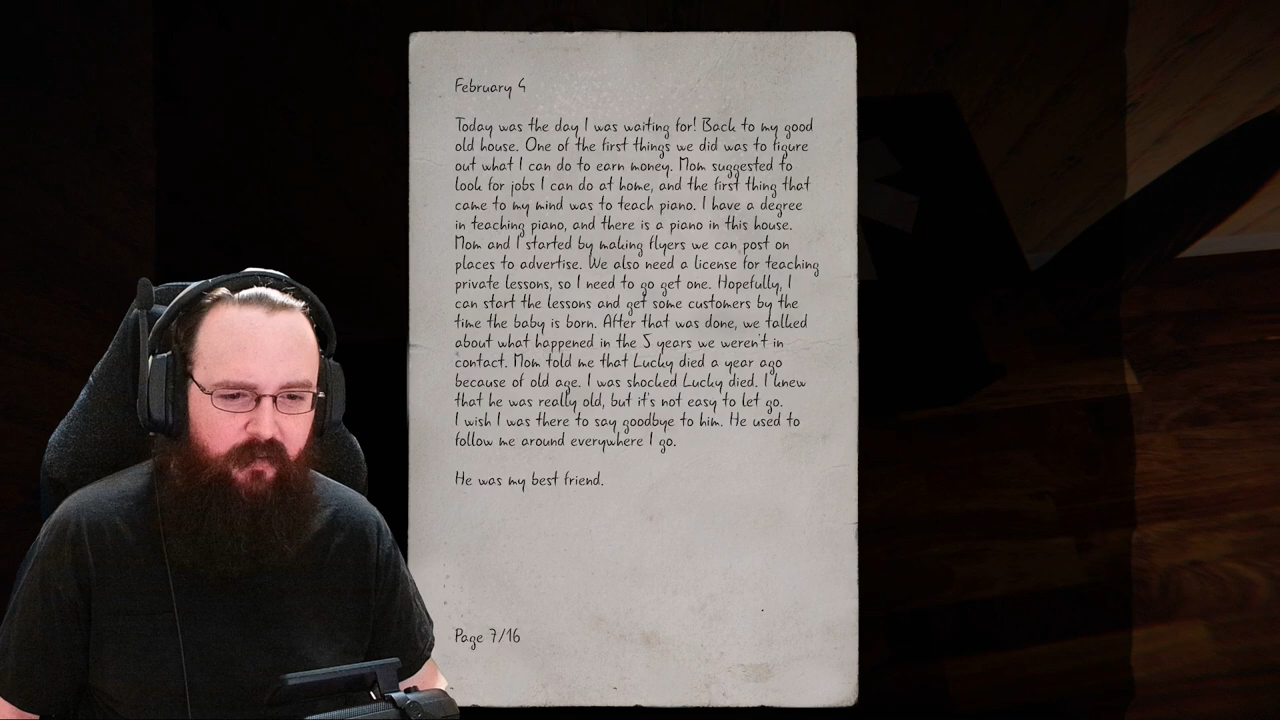 February 4
Today was the day I was waiting for! Back to my good
old house. One of the first things we did was to figure
out what I can do to earn money. Mom suggested to
look for jobs I can do at home, and the first thing that
came to my mind was to teach piano. I have a degree
in teaching piano, and there is a piano in this house.
Mom and I started by making flyers we can post on
places to advertise. We also need a license for teaching
private lessons, so I need to go get one. Hopefully, I
can start the lessons and get some customers by the
time the baby is born. After that was done, we talked
about what happened in the 5 years we weren't in
contact. Mom told me that Lucky died a year ago
because of old age. I was shocked Lucky died. I knew
that he was really old, but it's not easy to let go.
I wish I was there to say goodbye to him. He used to
follow me around everywhere I go.
He was my best friend.
Page 7/16